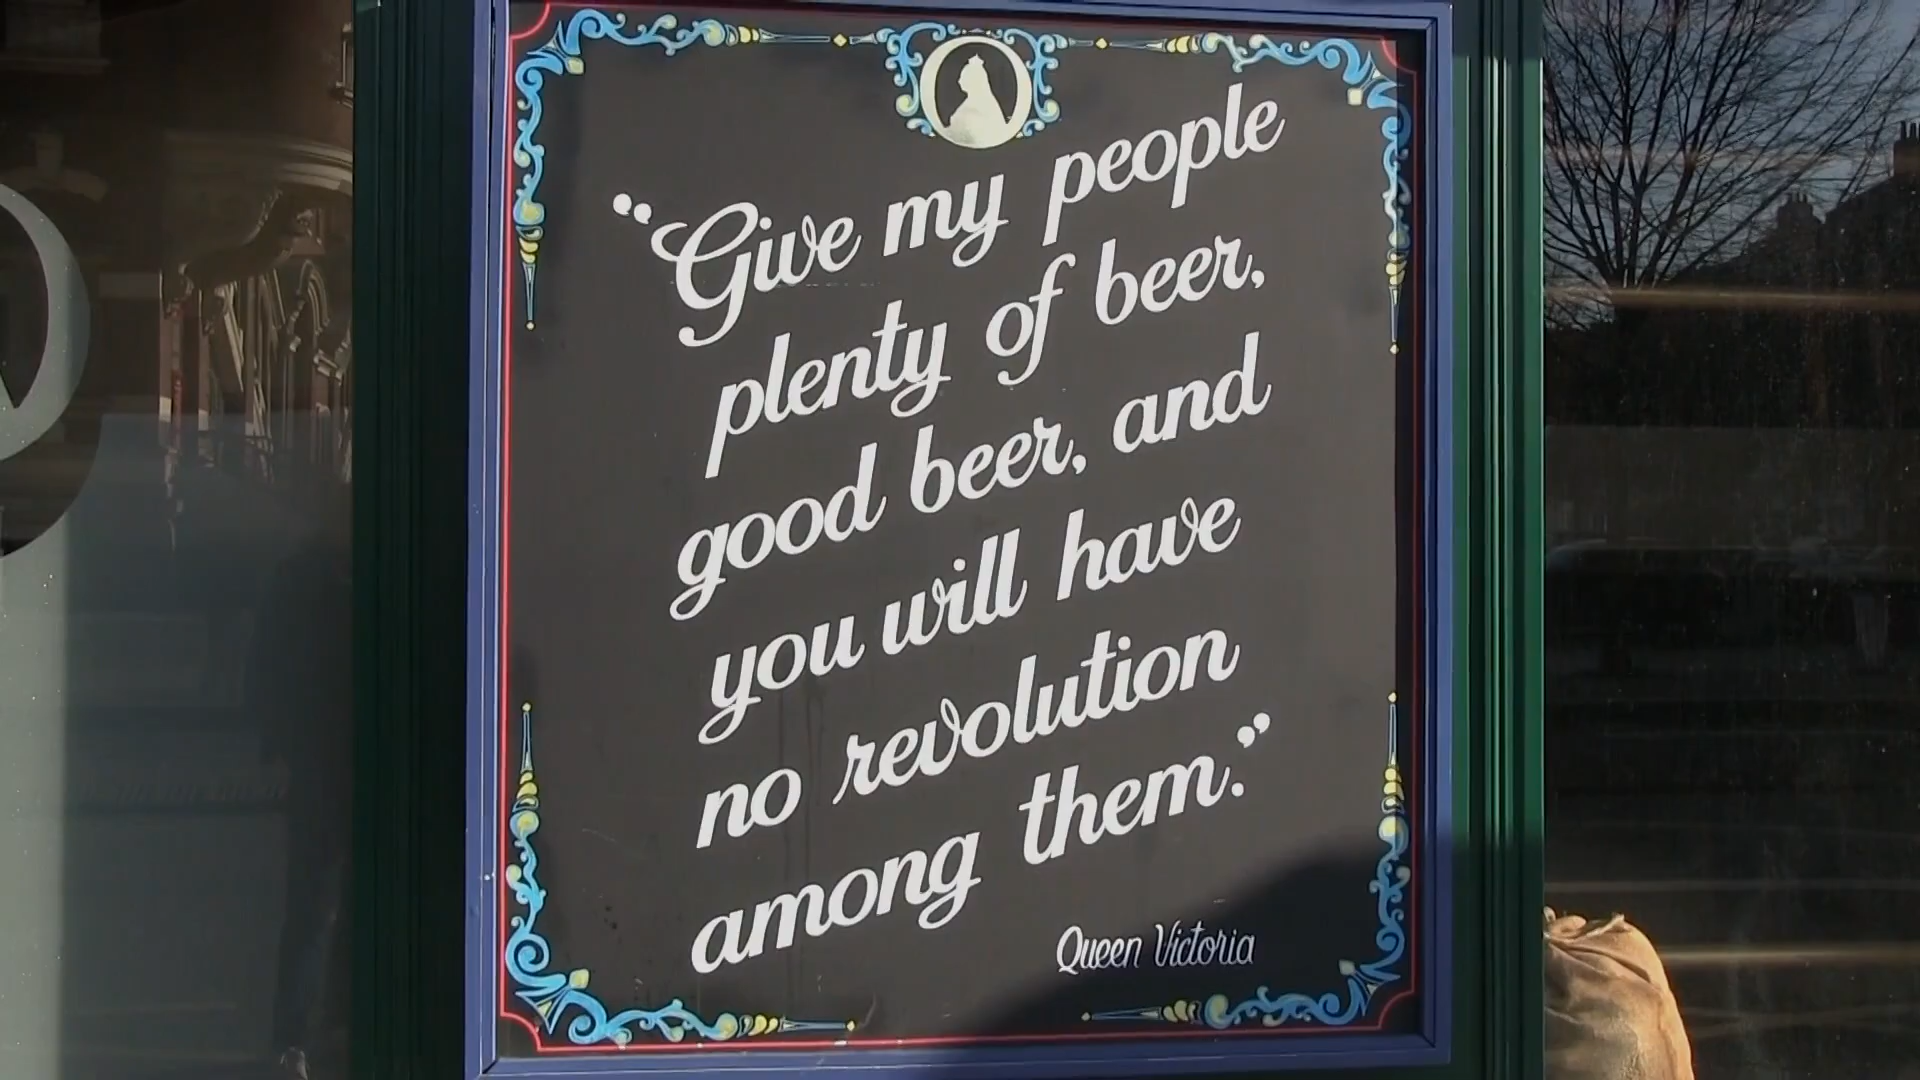 “Give my people
plenty of beer,
good beer, and
you will have
no revolution
among them.”
Queen Victoria